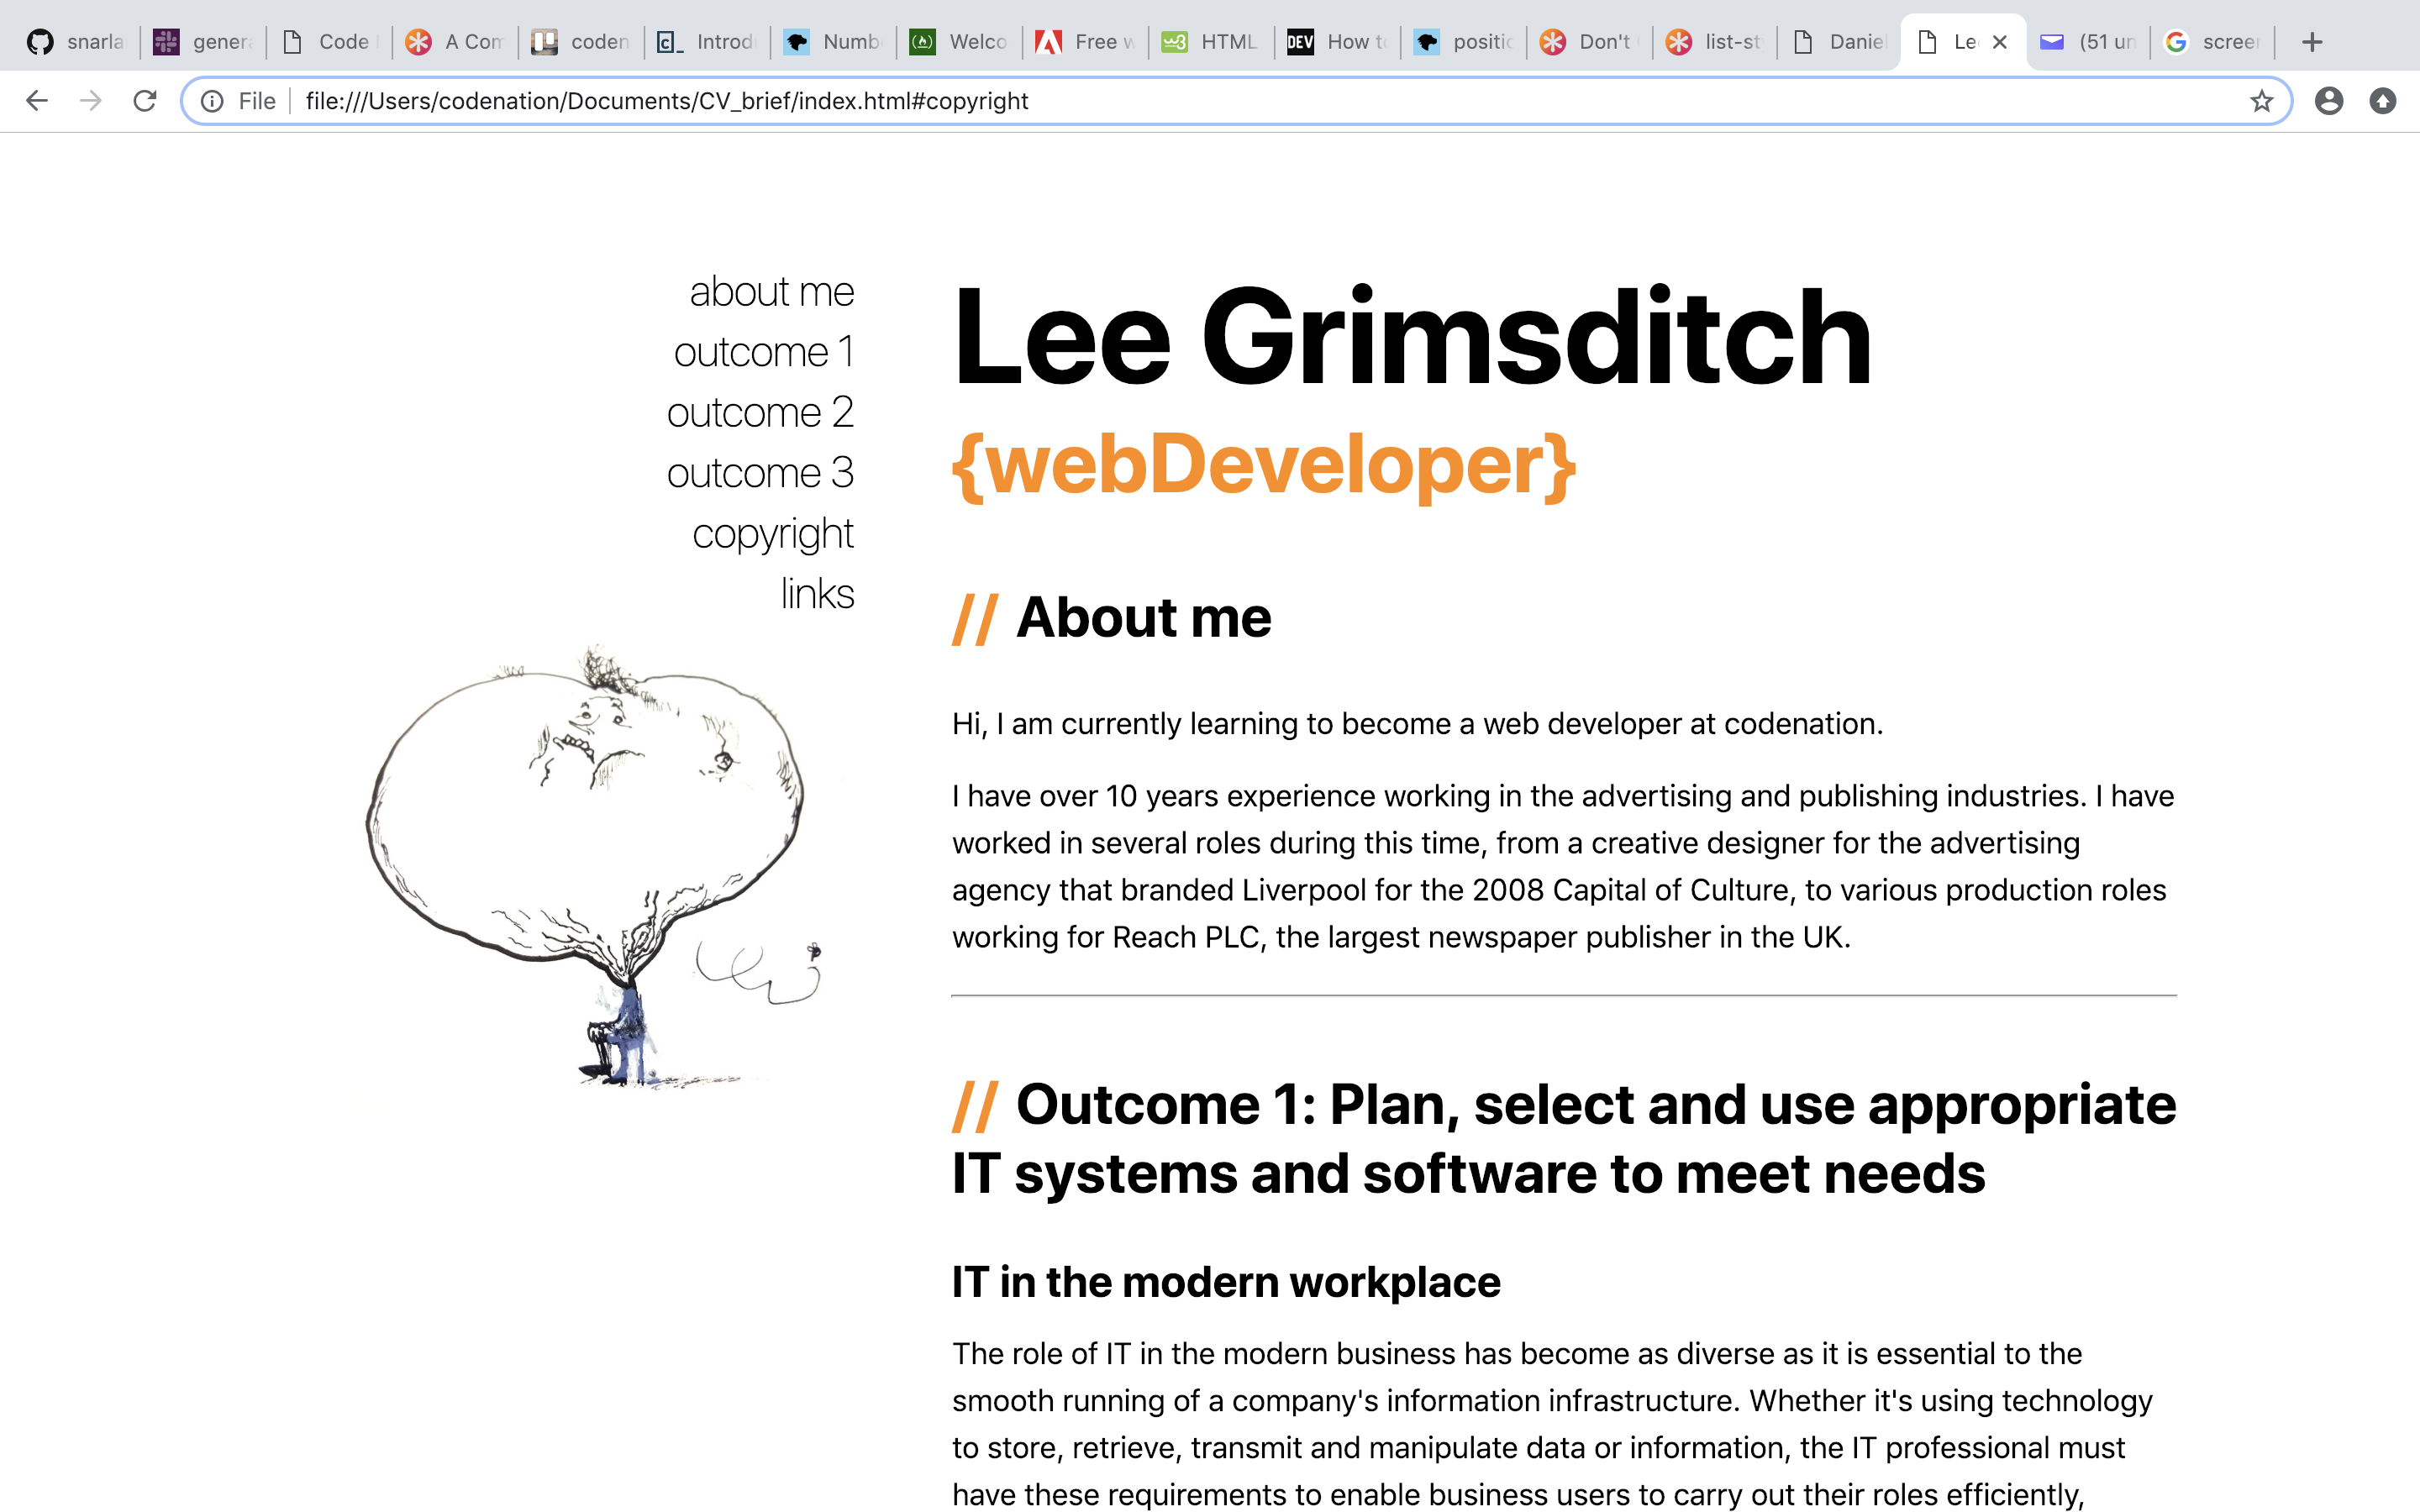 snarla
genera
Code
A Com
coden
Introd
Numb
Welco
Free w
HTML
DEV
How to
positic
Don't
list-st
Daniel
Le
(51 un
screen
File
file:///Users/codenation/Documents/CV_brief/index.html#copyright
about me
outcome 1
outcome 2
outcome 3
copyright
links
Lee Grimsditch
{webDeveloper}
// About me
Hi, I am currently learning to become a web developer at codenation.
I have over 10 years experience working in the advertising and publishing industries. I have
worked in several roles during this time, from a creative designer for the advertising
agency that branded Liverpool for the 2008 Capital of Culture, to various production roles
working for Reach PLC, the largest newspaper publisher in the UK.
// Outcome 1: Plan, select and use appropriate
IT systems and software to meet needs
IT in the modern workplace
The role of IT in the modern business has become as diverse as it is essential to the
smooth running of a company's information infrastructure. Whether it's using technology
to store, retrieve, transmit and manipulate data or information, the IT professional must
have these requirements to enable business users to carry out their roles efficiently,